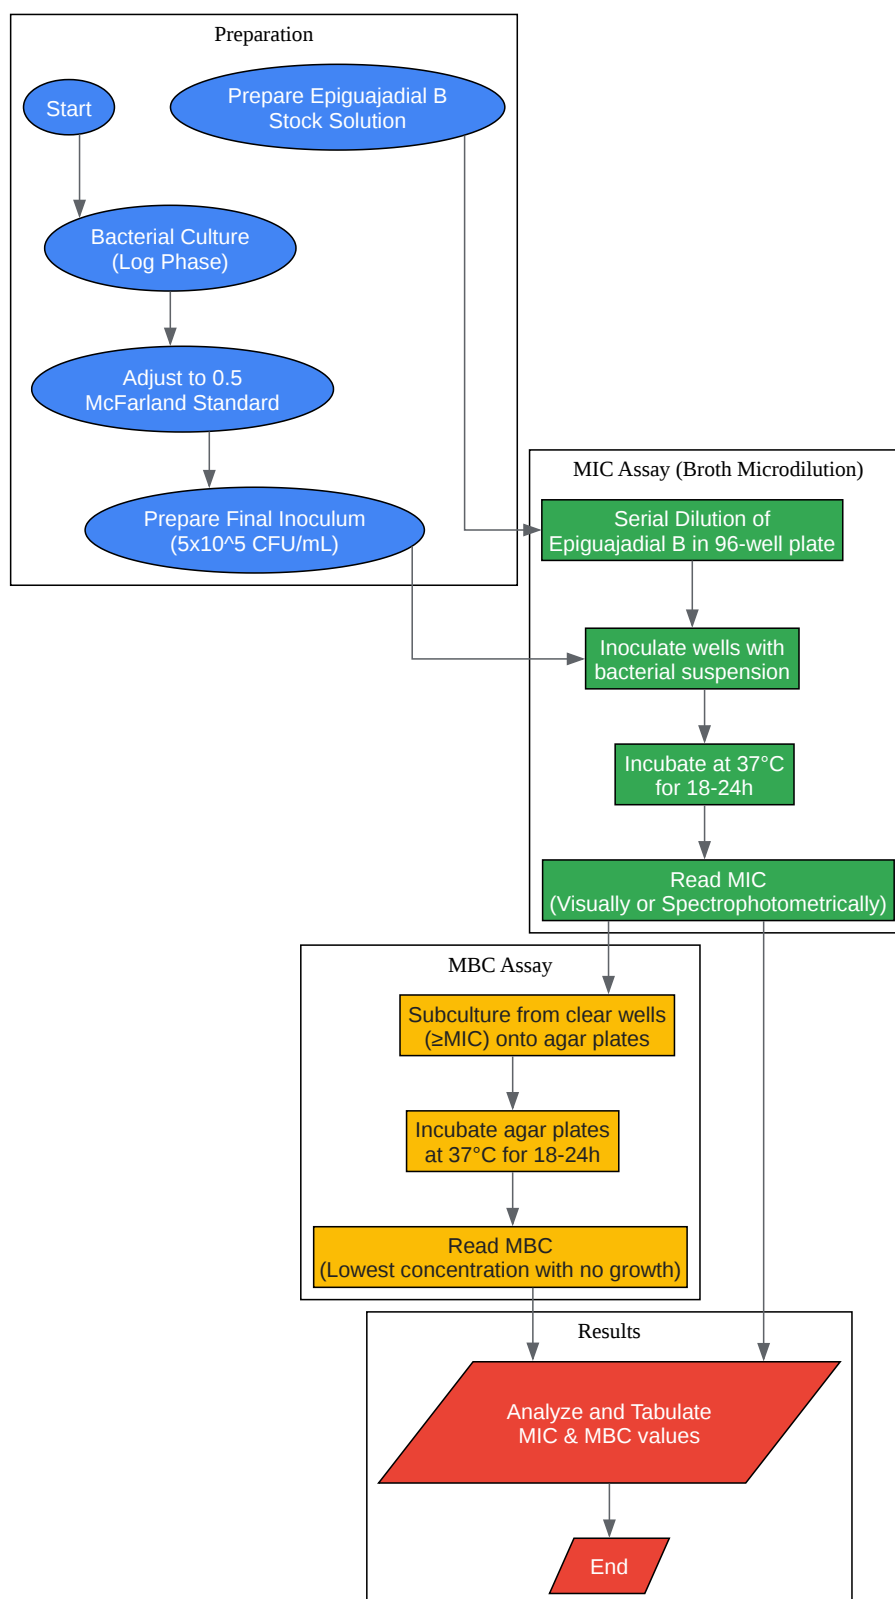 Preparation
Start
Prepare Epiguajadial B
Stock Solution
Bacterial Culture
(Log Phase)
Adjust to 0.5
McFarland Standard
Prepare Final Inoculum
(5x10^5 CFU/mL)
MIC Assay (Broth Microdilution)
Serial Dilution of
Epiguajadial B in 96-well plate
Inoculate wells with
bacterial suspension
Incubate at 37°C
for 18-24h
Read MIC
(Visually or Spectrophotometrically)
MBC Assay
Subculture from clear wells
(≥MIC) onto agar plates
Incubate agar plates
at 37°C for 18-24h
Read MBC
(Lowest concentration with no growth)
Results
Analyze and Tabulate
MIC & MBC values
End